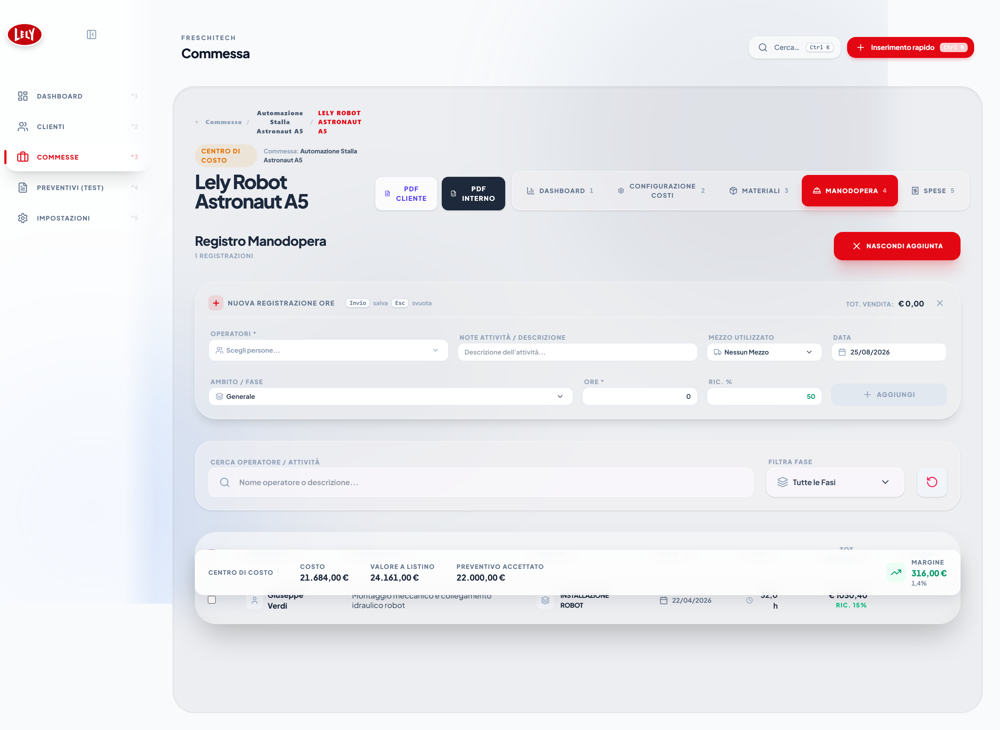 LELY
FRESCHITECH
Commessa
Cerca...
Ctrl K
Inserimento rapido
Ctrl N
DASHBOARD ^1
CLIENTI ^2
COMMESSE ^3
PREVENTIVI (TEST) ^4
IMPOSTAZIONI ^5
← Commesse /
Automazione
Stalla
Astronaut A5
/
LELY ROBOT
ASTRONAUT
A5
CENTRO DI
COSTO
Commessa: Automazione Stalla
Astronaut A5
Lely Robot
Astronaut A5
PDF
CLIENTE
PDF
INTERNO
DASHBOARD 1
CONFIGURAZIONE
COSTI
2
MATERIALI 3
MANODOPERA 4
SPESE 5
Registro Manodopera
1 REGISTRAZIONI
NASCONDI AGGIUNTA
NUOVA REGISTRAZIONE ORE
Invio salva Esc svuota
TOT. VENDITA: € 0,00
OPERATORI *
Scegli persone...
NOTE ATTIVITÀ / DESCRIZIONE
Descrizione dell'attività...
MEZZO UTILIZZATO
Nessun Mezzo
DATA
25/08/2026
AMBITO / FASE
Generale
ORE *
0
RIC. %
50
+ AGGIUNGI
CERCA OPERATORE / ATTIVITÀ
Nome operatore o descrizione...
FILTRA FASE
Tutte le Fasi
TOT.
CENTRO DI COSTO
COSTO
21.684,00 €
VALORE A LISTINO
24.161,00 €
PREVENTIVO ACCETTATO
22.000,00 €
MARGINE
316,00 €
1,4%
Giuseppe
Verdi
Montaggio meccanico e collegamento
idraulico robot
INSTALLAZIONE
ROBOT
22/04/2026
32,0
h
€ 1030,40
RIC. 15%